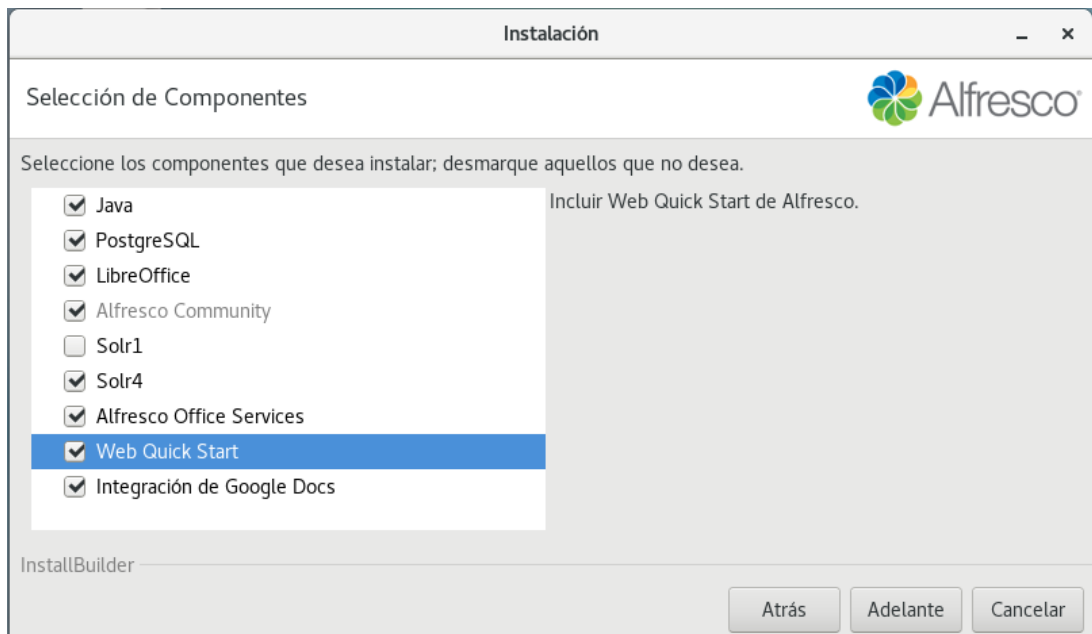 Instalación
Selección de Componentes
Alfresco
Seleccione los componentes que desea instalar; desmarque aquellos que no desea.
Java
PostgreSQL
LibreOffice
Alfresco Community
Solr1
Solr4
Alfresco Office Services
Web Quick Start
Integración de Google Docs
Incluir Web Quick Start de Alfresco.
InstallBuilder
Atrás
Adelante
Cancelar